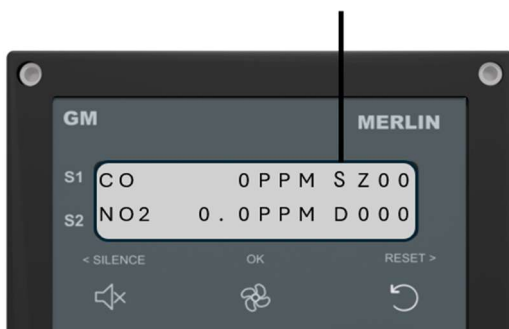 GM MERLIN
S1 CO 0PPM SZ00
S2 NO2 0.0PPM D000
< SILENCE OK RESET >